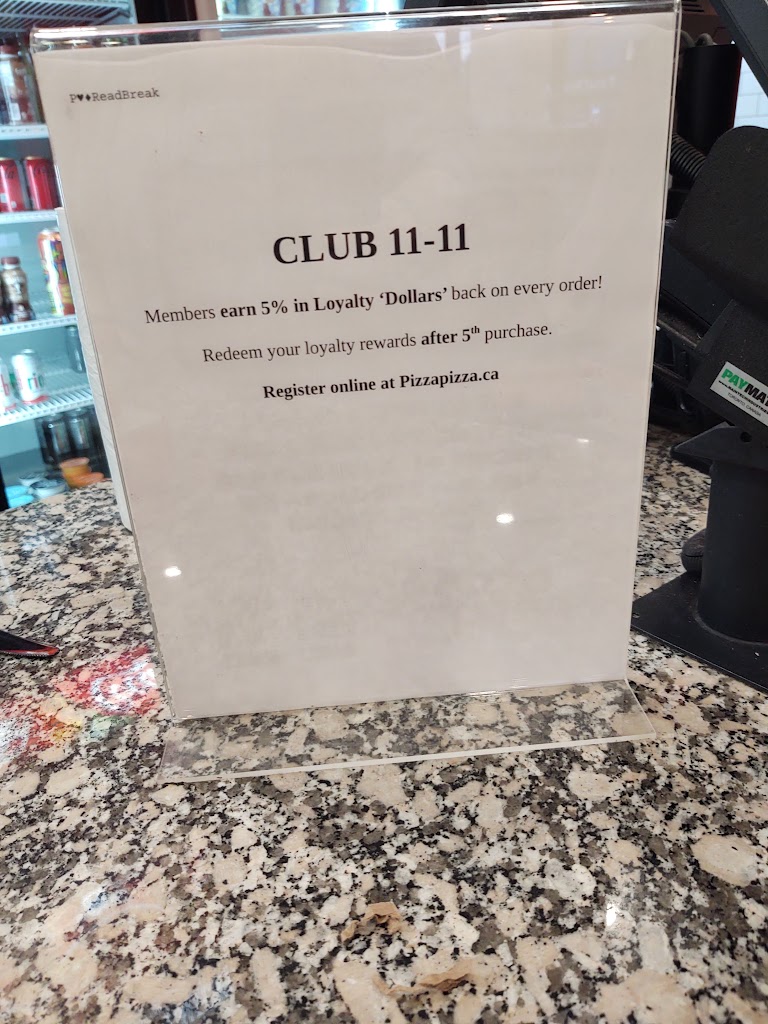 P♥♦ReadBreak
CLUB 11-11
Members earn 5% in Loyalty ‘Dollars’ back on every order!
Redeem your loyalty rewards after 5th purchase.
Register online at Pizzapizza.ca
PAYMAT